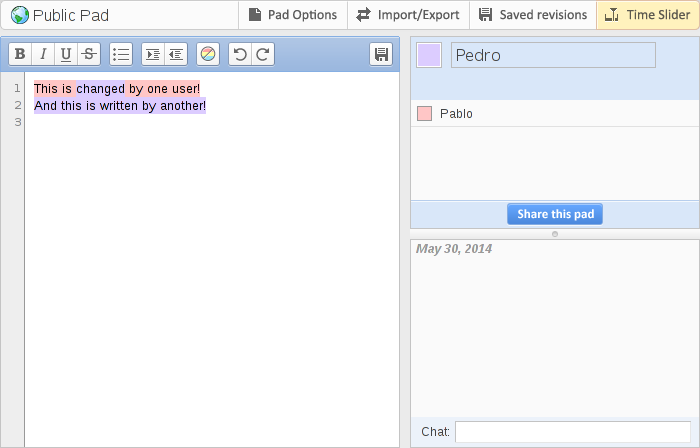 Public Pad
Pad Options
Import/Export
Saved revisions
Time Slider
B I U S
1 This is changed by one user!
2 And this is written by another!
3
Pedro
Pablo
Share this pad
May 30, 2014
Chat: